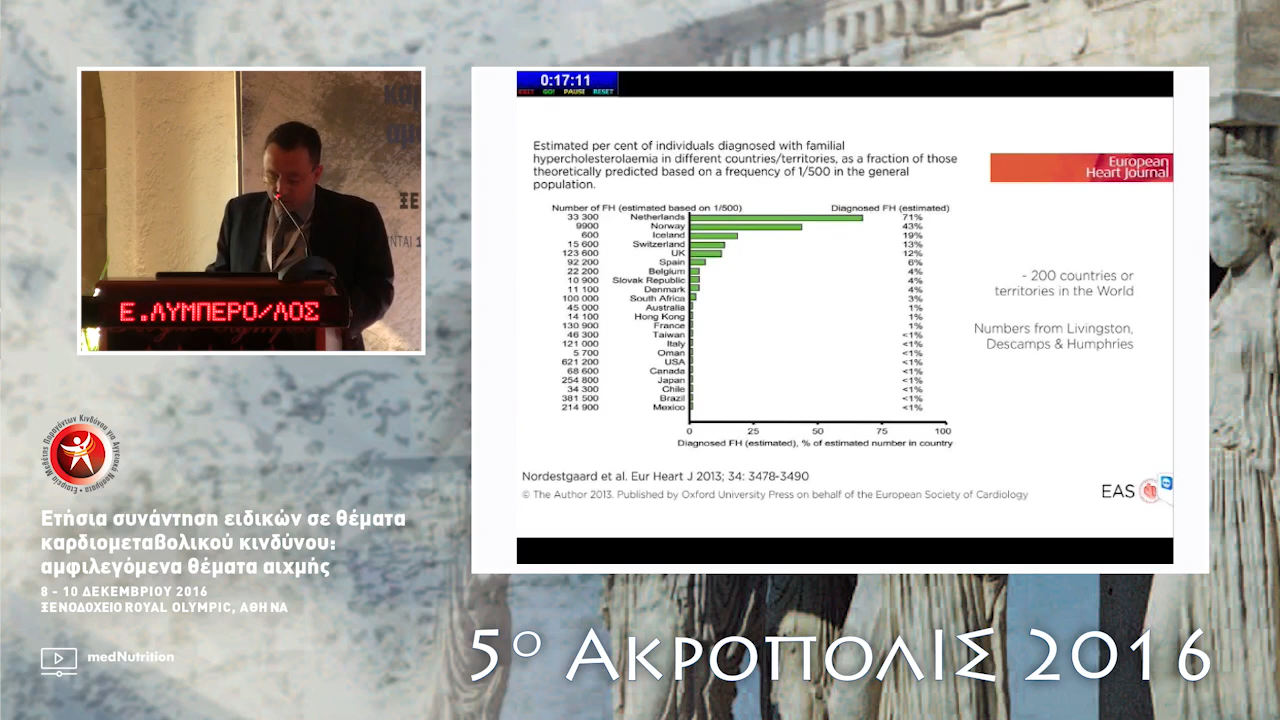 0:17:11
EXIT GO! PAUSE RESET
Estimated per cent of individuals diagnosed with familial
hypercholesterolaemia in different countries/territories, as a fraction of those
theoretically predicted based on a frequency of 1/500 in the general
population.
European
Heart Journal
Number of FH (estimated based on 1/500) Diagnosed FH (estimated)
33 300 Netherlands 71%
9900 Norway 43%
600 Iceland 19%
15 600 Switzerland 13%
123 600 UK 12%
92 200 Spain 6%
22 200 Belgium 4%
10 900 Slovak Republic 4%
11 100 Denmark 4%
100 000 South Africa 3%
45 000 Australia 1%
14 100 Hong Kong 1%
130 900 France 1%
46 300 Taiwan <1%
121 000 Italy <1%
5 700 Oman <1%
621 200 USA <1%
68 600 Canada <1%
254 800 Japan <1%
34 300 Chile <1%
381 500 Brazil <1%
214 900 Mexico <1%
0 25 50 75 100
Diagnosed FH (estimated), % of estimated number in country
~ 200 countries or
territories in the World
Numbers from Livingston,
Descamps & Humphries
Nordestgaard et al. Eur Heart J 2013; 34: 3478-3490
© The Author 2013. Published by Oxford University Press on behalf of the European Society of Cardiology
EAS
Ε.ΛΥΜΠΕΡΟ/ΛΟΣ
Εταιρεία Μελέτης Παραγόντων Κινδύνου για Αγγειακά Νοσήματα
Ετήσια συνάντηση ειδικών σε θέματα
καρδιομεταβολικού κινδύνου:
αμφιλεγόμενα θέματα αιχμής
8 - 10 ΔΕΚΕΜΒΡΙΟΥ 2016
ΞΕΝΟΔΟΧΕΙΟ ROYAL OLYMPIC, ΑΘΗΝΑ
medNutrition
5ο ΑΚΡΟΠΟΛΙΣ 2016